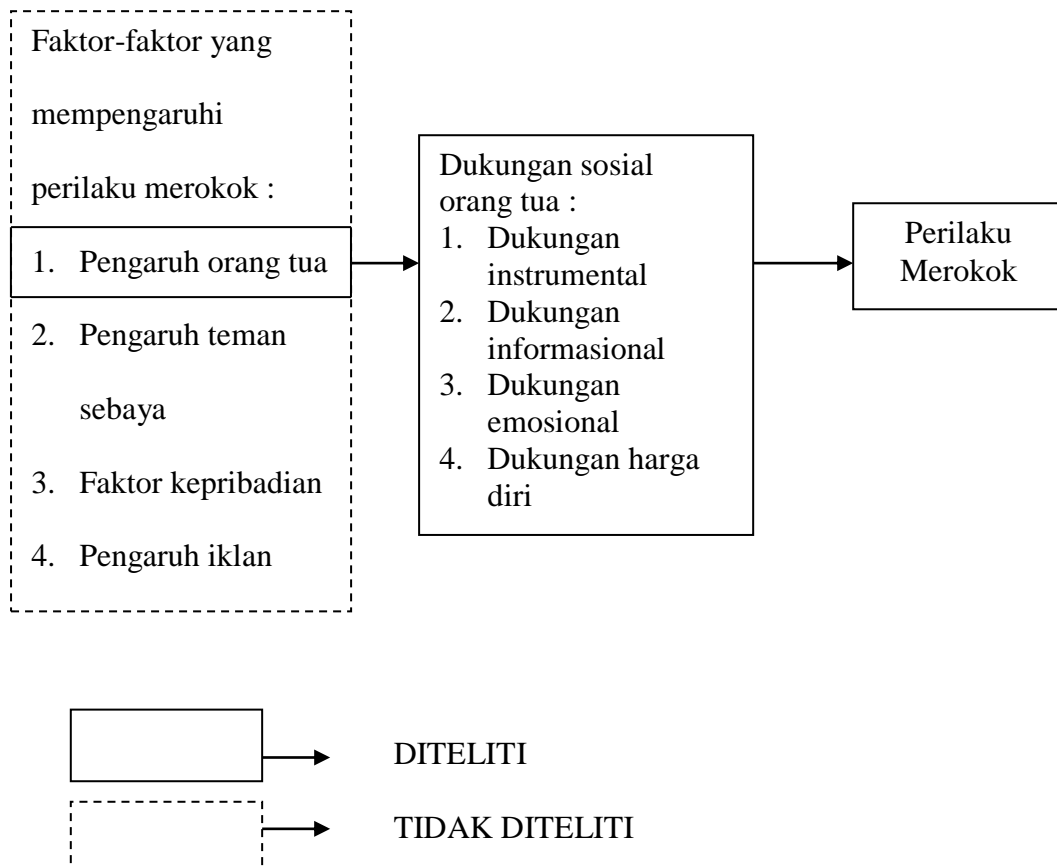 Faktor-faktor yang
mempengaruhi
perilaku merokok :
1. Pengaruh orang tua
2. Pengaruh teman
sebaya
3. Faktor kepribadian
4. Pengaruh iklan
Dukungan sosial
orang tua :
1. Dukungan
instrumental
2. Dukungan
informasional
3. Dukungan
emosional
4. Dukungan harga
diri
Perilaku
Merokok
DITELITI
TIDAK DITELITI